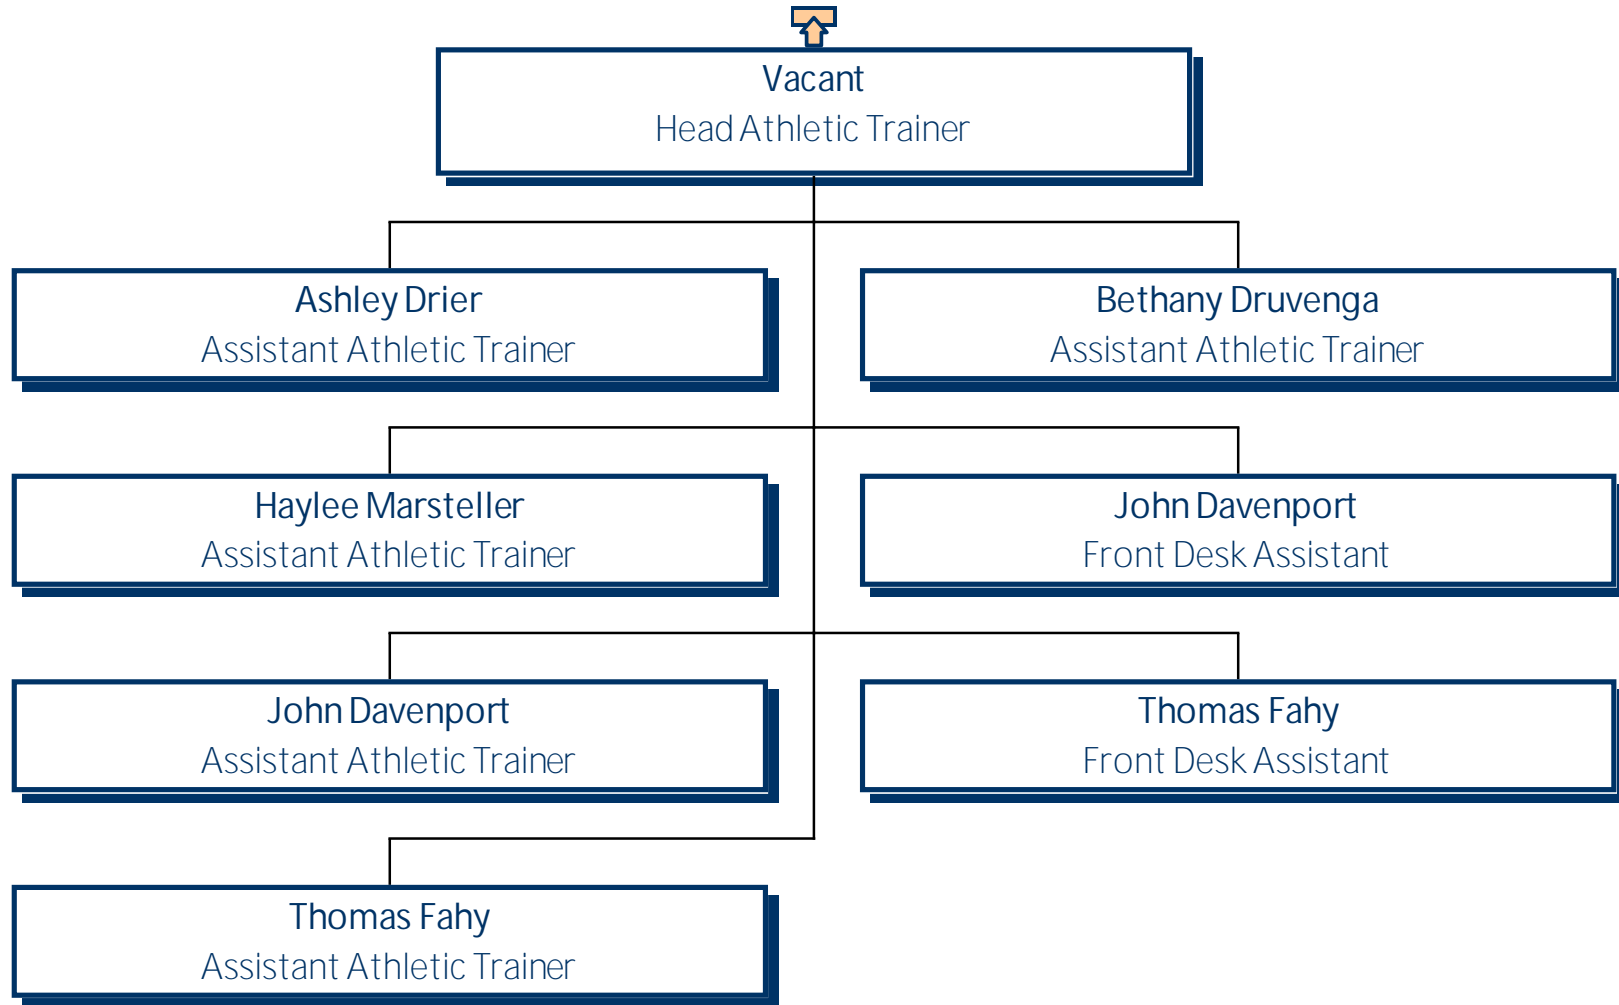 Vacant
Head Athletic Trainer
Ashley Drier
Assistant Athletic Trainer
Bethany Druvenga
Assistant Athletic Trainer
Haylee Marsteller
Assistant Athletic Trainer
John Davenport
Front Desk Assistant
John Davenport
Assistant Athletic Trainer
Thomas Fahy
Front Desk Assistant
Thomas Fahy
Assistant Athletic Trainer